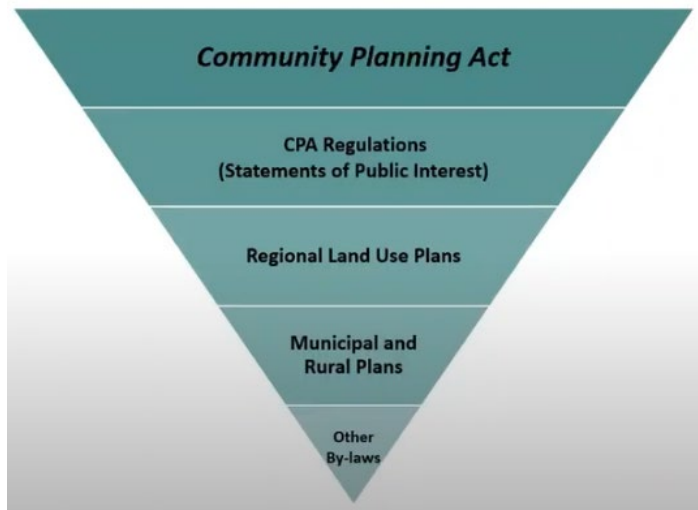 Community Planning Act
CPA Regulations
(Statements of Public Interest)
Regional Land Use Plans
Municipal and
Rural Plans
Other
By-laws